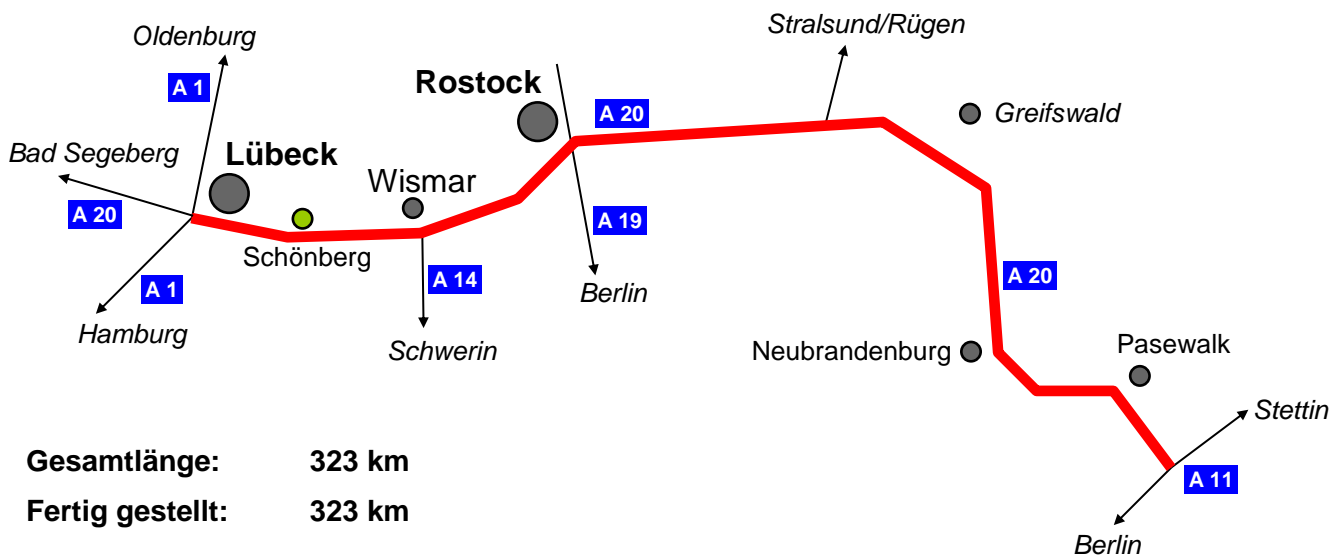 Stralsund/Rügen
Oldenburg
A 1
Rostock
A 20
Greifswald
Bad Segeberg
Lübeck
Wismar
A 20
A 19
Schönberg
A 14
A 20
A 1
Berlin
Hamburg
Schwerin
Neubrandenburg
Pasewalk
Stettin
Gesamtlänge: 323 km
A 11
Fertig gestellt: 323 km
Berlin